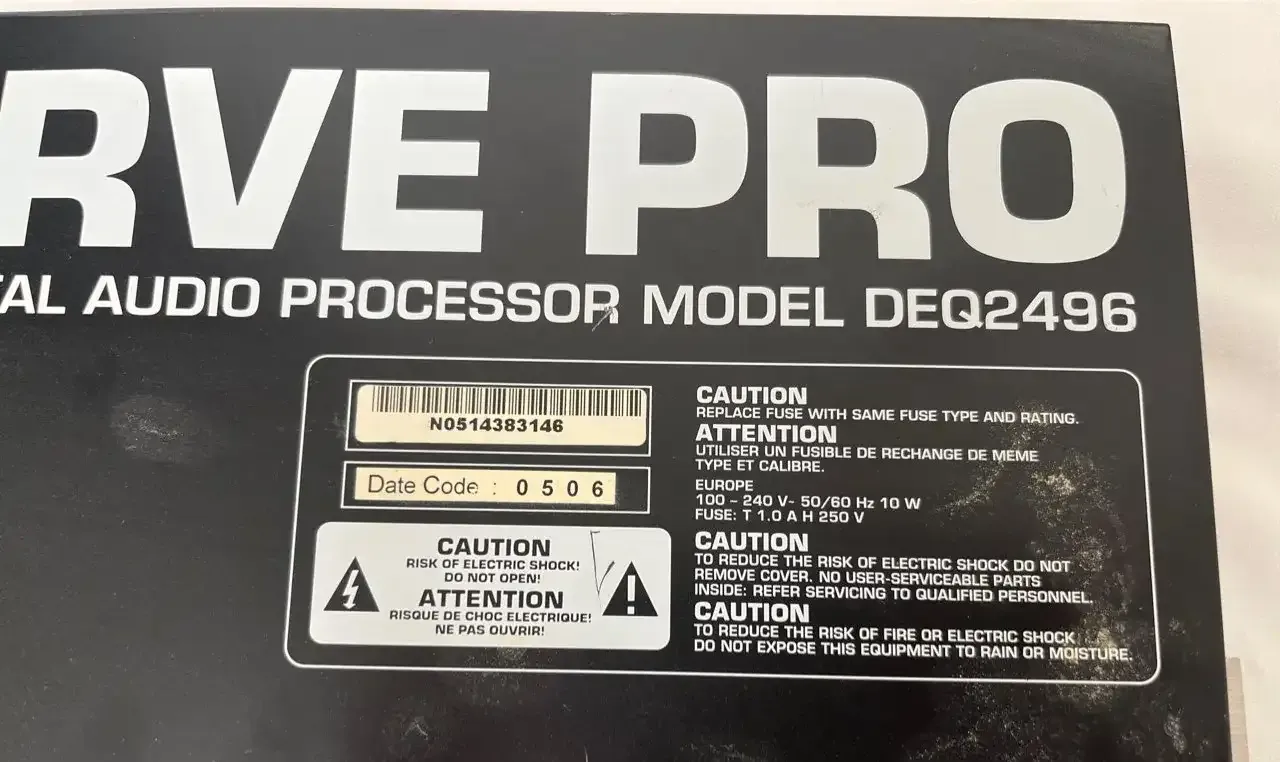 RVE PRO
TAL AUDIO PROCESSOR MODEL DEQ2496
N0514383146
Date Code : 0 5 0 6
CAUTION
RISK OF ELECTRIC SHOCK!
DO NOT OPEN!
ATTENTION
RISQUE DE CHOC ELECTRIQUE!
NE PAS OUVRIR!
CAUTION
REPLACE FUSE WITH SAME FUSE TYPE AND RATING.
ATTENTION
UTILISER UN FUSIBLE DE RECHANGE DE MEME
TYPE ET CALIBRE.
EUROPE
100 ~ 240 V~ 50/60 Hz 10 W
FUSE: T 1.0 A H 250 V
CAUTION
TO REDUCE THE RISK OF ELECTRIC SHOCK DO NOT
REMOVE COVER. NO USER-SERVICEABLE PARTS
INSIDE: REFER SERVICING TO QUALIFIED PERSONNEL.
CAUTION
TO REDUCE THE RISK OF FIRE OR ELECTRIC SHOCK
DO NOT EXPOSE THIS EQUIPMENT TO RAIN OR MOISTURE.